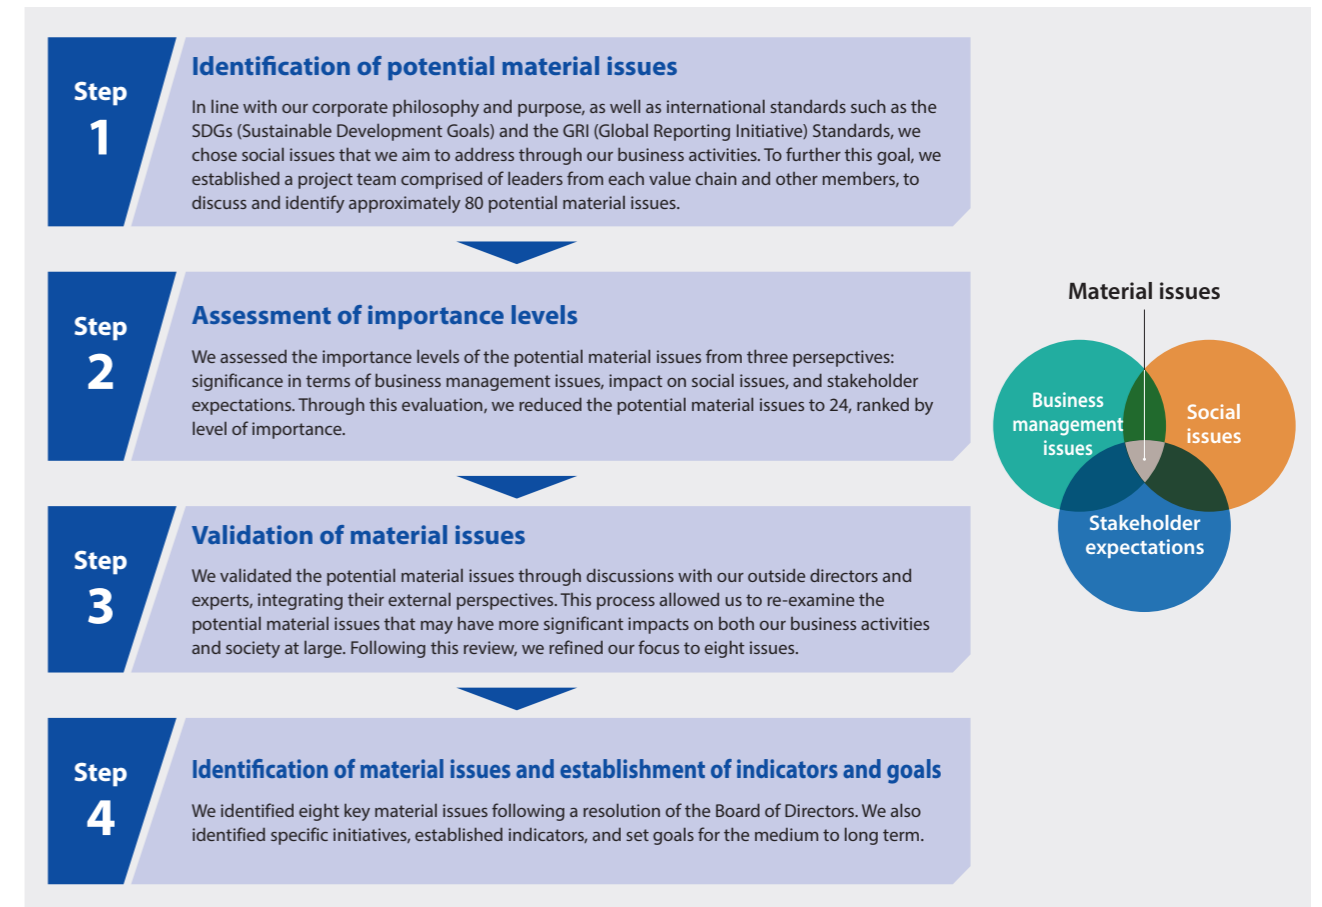 Step
1
Identification of potential material issues
In line with our corporate philosophy and purpose, as well as international standards such as the
SDGs (Sustainable Development Goals) and the GRI (Global Reporting Initiative) Standards, we
chose social issues that we aim to address through our business activities. To further this goal, we
established a project team comprised of leaders from each value chain and other members, to
discuss and identify approximately 80 potential material issues.
Step
2
Assessment of importance levels
We assessed the importance levels of the potential material issues from three persepctives:
significance in terms of business management issues, impact on social issues, and stakeholder
expectations. Through this evaluation, we reduced the potential material issues to 24, ranked by
level of importance.
Step
3
Validation of material issues
We validated the potential material issues through discussions with our outside directors and
experts, integrating their external perspectives. This process allowed us to re-examine the
potential material issues that may have more significant impacts on both our business activities
and society at large. Following this review, we refined our focus to eight issues.
Step
4
Identification of material issues and establishment of indicators and goals
We identified eight key material issues following a resolution of the Board of Directors. We also
identified specific initiatives, established indicators, and set goals for the medium to long term.
Material issues
Business
management
issues
Social
issues
Stakeholder
expectations